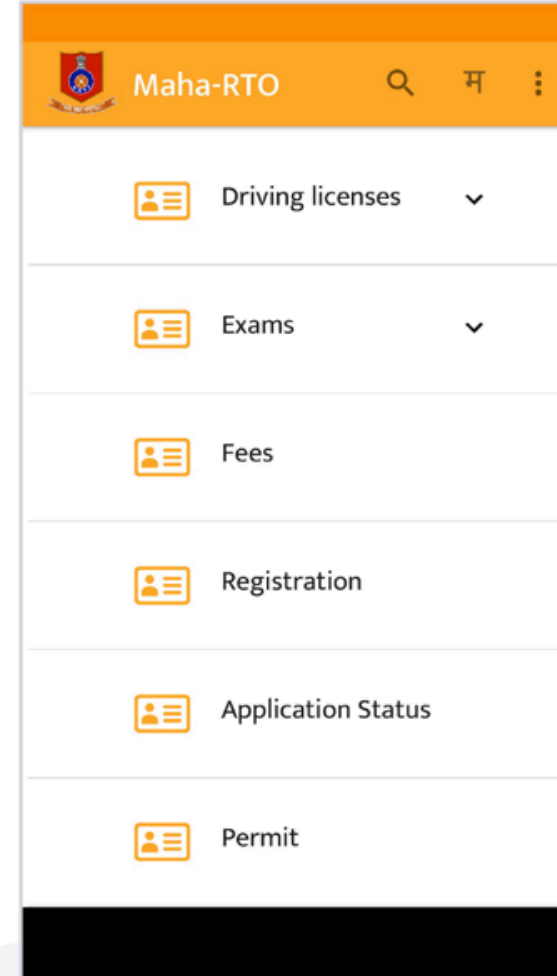 Maha-RTO म
Driving licenses
Exams
Fees
Registration
Application Status
Permit